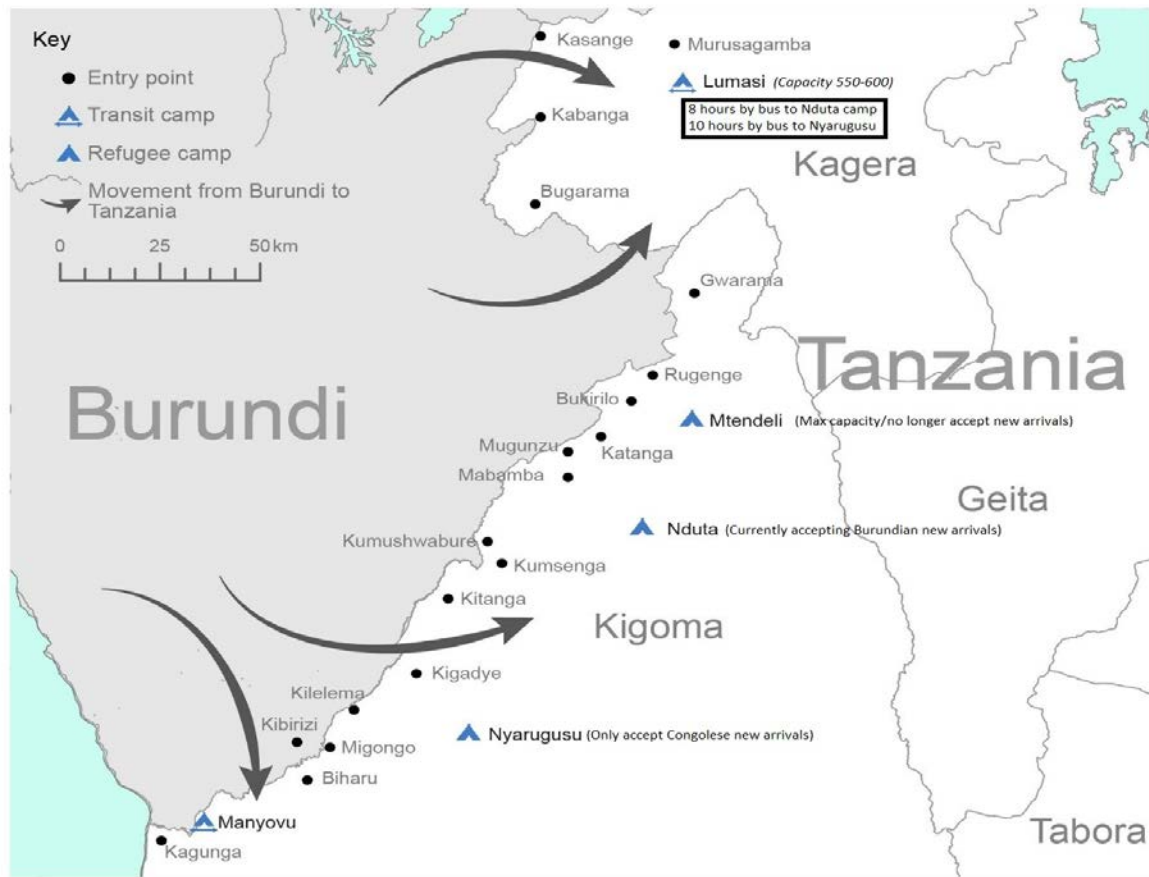 Key
Entry point
Transit camp
Refugee camp
Movement from Burundi to
Tanzania
0 25 50 km
Kasange
Murusagamba
Lumasi (Capacity 550-600)
8 hours by bus to Nduta camp
10 hours by bus to Nyarugusu
Kabanga
Kagera
Bugarama
Gwarama
Tanzania
Burundi
Rugenge
Buhirilo
Mtendeli (Max capacity/no longer accept new arrivals)
Mugunzu
Katanga
Mabamba
Geita
Nduta (Currently accepting Burundian new arrivals)
Kumushwabure
Kumsenga
Kitanga
Kigoma
Kigadye
Kilelema
Kibirizi
Nyarugusu (Only accept Congolese new arrivals)
Migongo
Biharu
Manyovu
Kagunga
Tabora